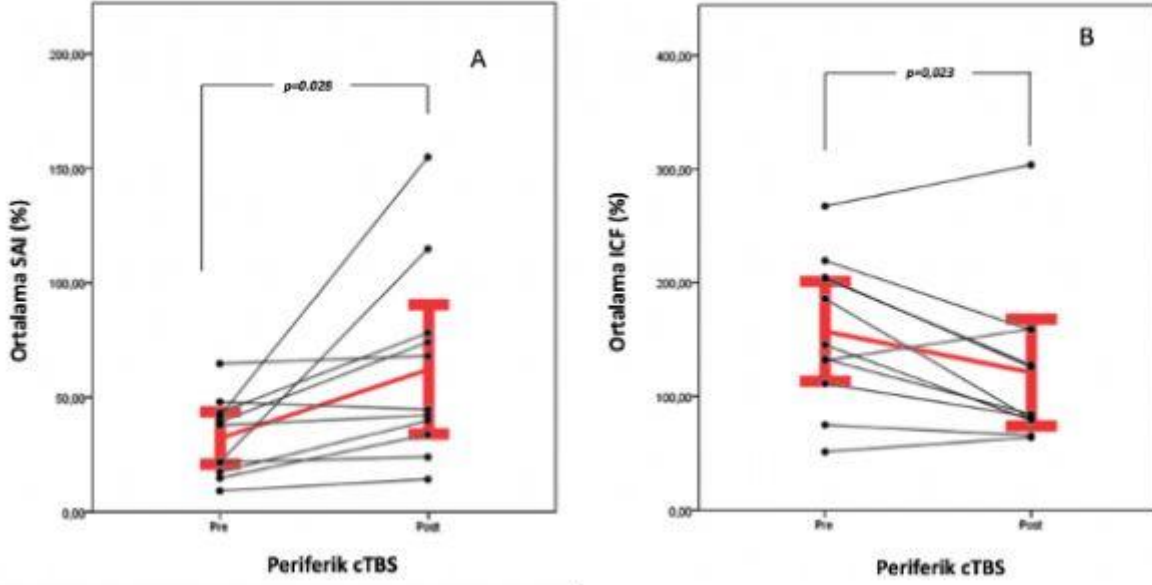 A
200,00
150,00
100,00
50,00
0,00
Ortalama SAI (%)
p=0.026
Pre
Post
Periferik cTBS
B
400,00
300,00
200,00
100,00
0,00
Ortalama ICF (%)
p=0,023
Pre
Post
Periferik cTBS